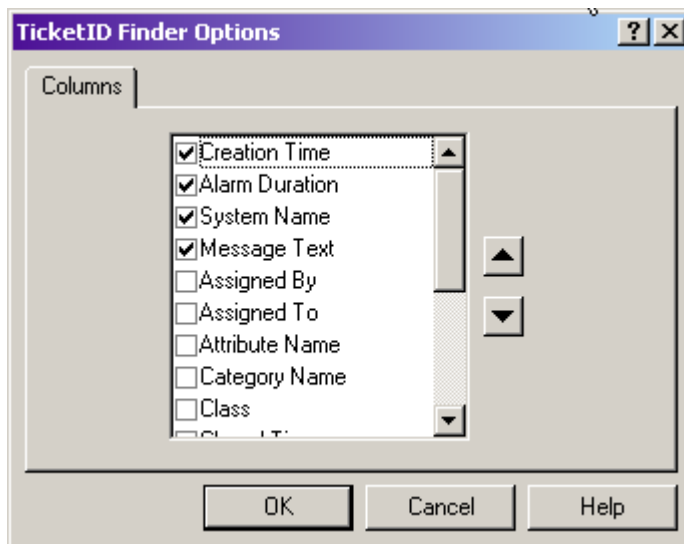 TicketID Finder Options
Columns
Creation Time
Alarm Duration
System Name
Message Text
Assigned By
Assigned To
Attribute Name
Category Name
Class
OK Cancel Help